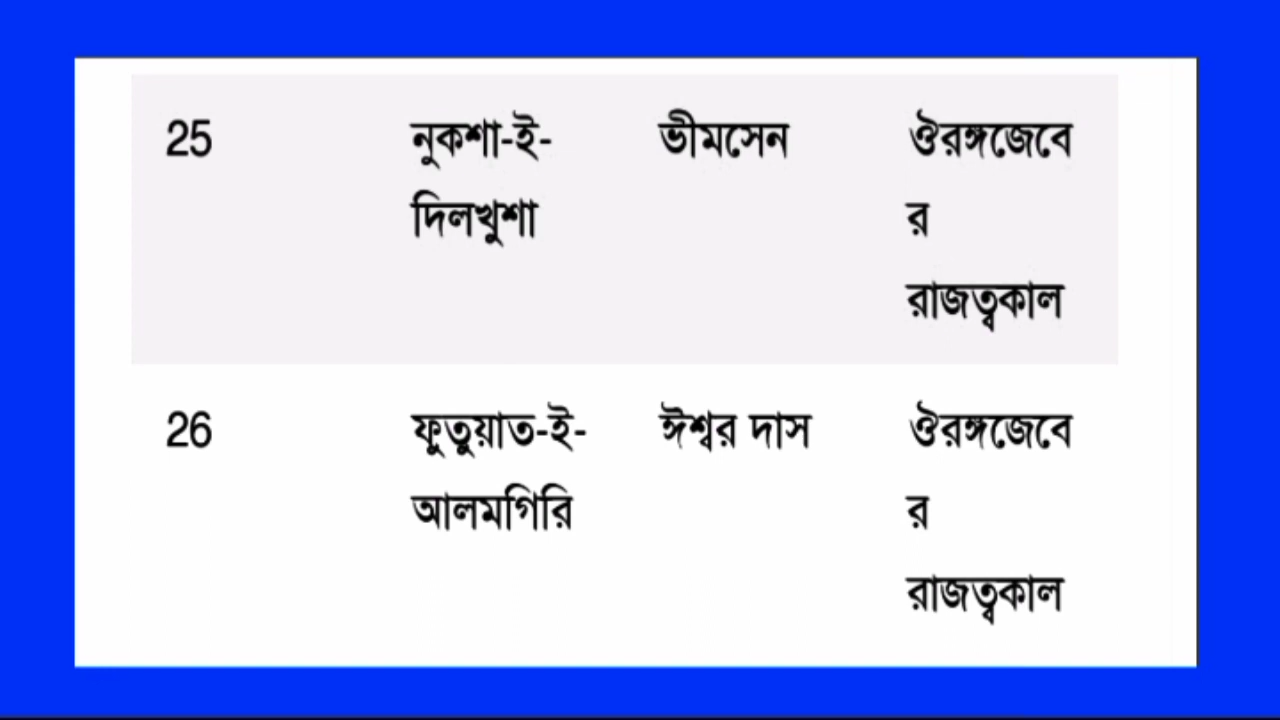 25 নুকশা-ই- ভীমসেন ঔরঙ্গজেবে
দিলখুশা র
রাজত্বকাল
26 ফুতুয়াত-ই- ঈশ্বর দাস ঔরঙ্গজেবে
আলমগিরি র
রাজত্বকাল